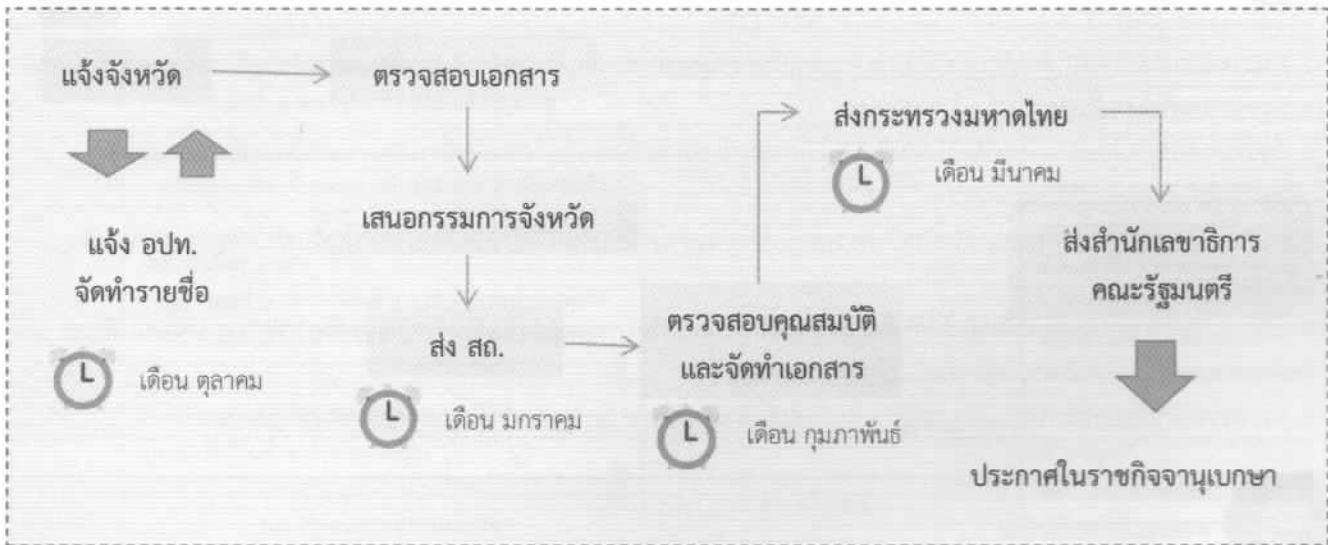 แจ้งจังหวัด
ตรวจสอบเอกสาร
แจ้ง อปท.
จัดทำรายชื่อ
เดือน ตุลาคม
เสนอกรรมการจังหวัด
ส่ง สถ.
เดือน มกราคม
ตรวจสอบคุณสมบัติ
และจัดทำเอกสาร
เดือน กุมภาพันธ์
ส่งกระทรวงมหาดไทย
เดือน มีนาคม
ส่งสำนักเลขาธิการ
คณะรัฐมนตรี
ประกาศในราชกิจจานุเบกษา